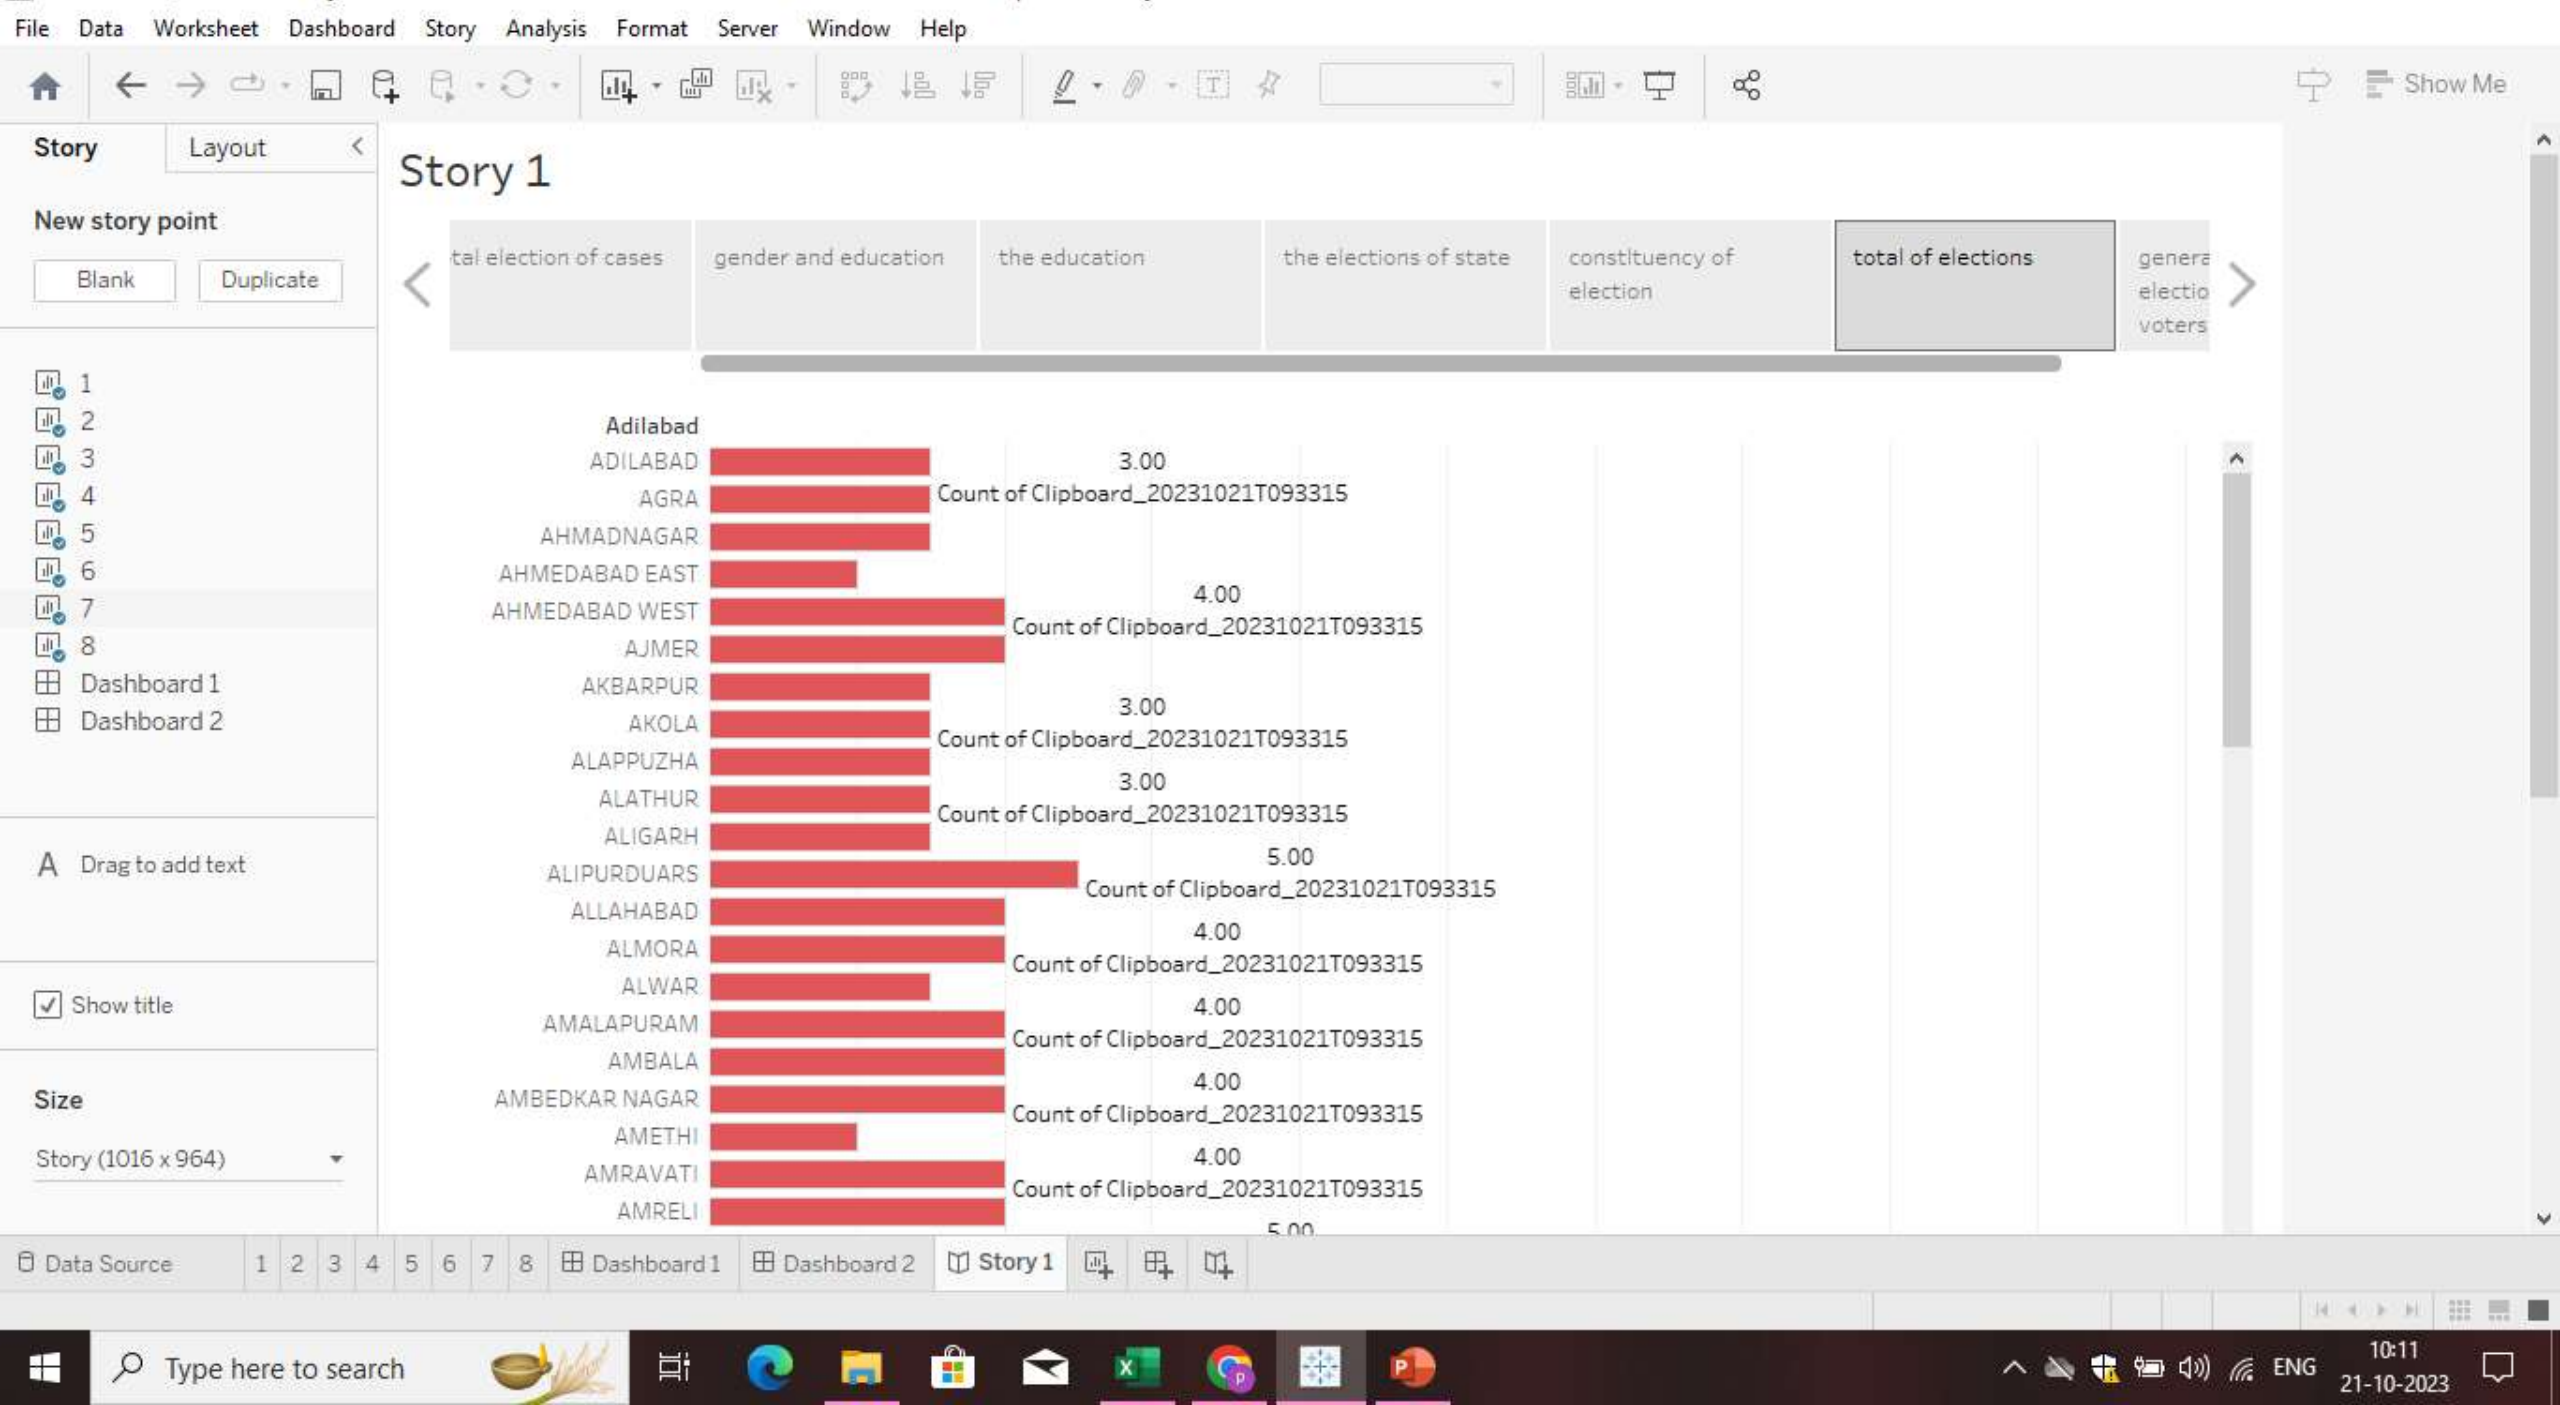 File Data Worksheet Dashboard Story Analysis Format Server Window Help
Show Me
Story Layout
New story point
Blank Duplicate
1
2
3
4
5
6
7
8
Dashboard 1
Dashboard 2
A Drag to add text
Show title
Size
Story (1016 x 964)
Story 1
tal election of cases
gender and education
the education
the elections of state
constituency of
election
total of elections
genera
electio
voters
Adilabad
ADILABAD 3.00
AGRA Count of Clipboard_20231021T093315
AHMADNAGAR
AHMEDABAD EAST
4.00
AHMEDABAD WEST
Count of Clipboard_20231021T093315
AJMER
AKBARPUR
3.00
AKOLA
Count of Clipboard_20231021T093315
ALAPPUZHA
3.00
ALATHUR
Count of Clipboard_20231021T093315
ALIGARH
5.00
ALIPURDUARS
Count of Clipboard_20231021T093315
ALLAHABAD
4.00
ALMORA
Count of Clipboard_20231021T093315
ALWAR
4.00
AMALAPURAM
Count of Clipboard_20231021T093315
AMBALA
4.00
AMBEDKAR NAGAR
Count of Clipboard_20231021T093315
AMETHI
4.00
AMRAVATI
Count of Clipboard_20231021T093315
AMRELI
5.00
Data Source 1 2 3 4 5 6 7 8 Dashboard 1 Dashboard 2 Story 1
Type here to search
ENG
10:11
21-10-2023